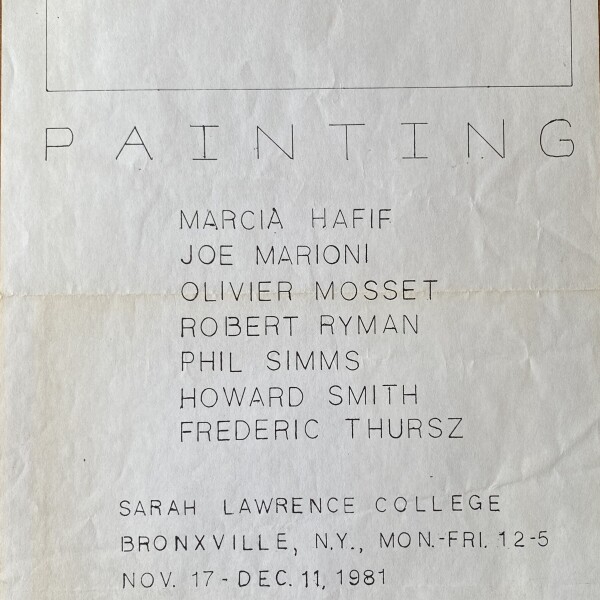 PAINTING
MARCIA HAFIF
JOE MARIONI
OLIVIER MOSSET
ROBERT RYMAN
PHIL SIMMS
HOWARD SMITH
FREDERIC THURSZ
SARAH LAWRENCE COLLEGE
BRONXVILLE, N.Y., MON.-FRI. 12-5
NOV. 17 - DEC. 11, 1981